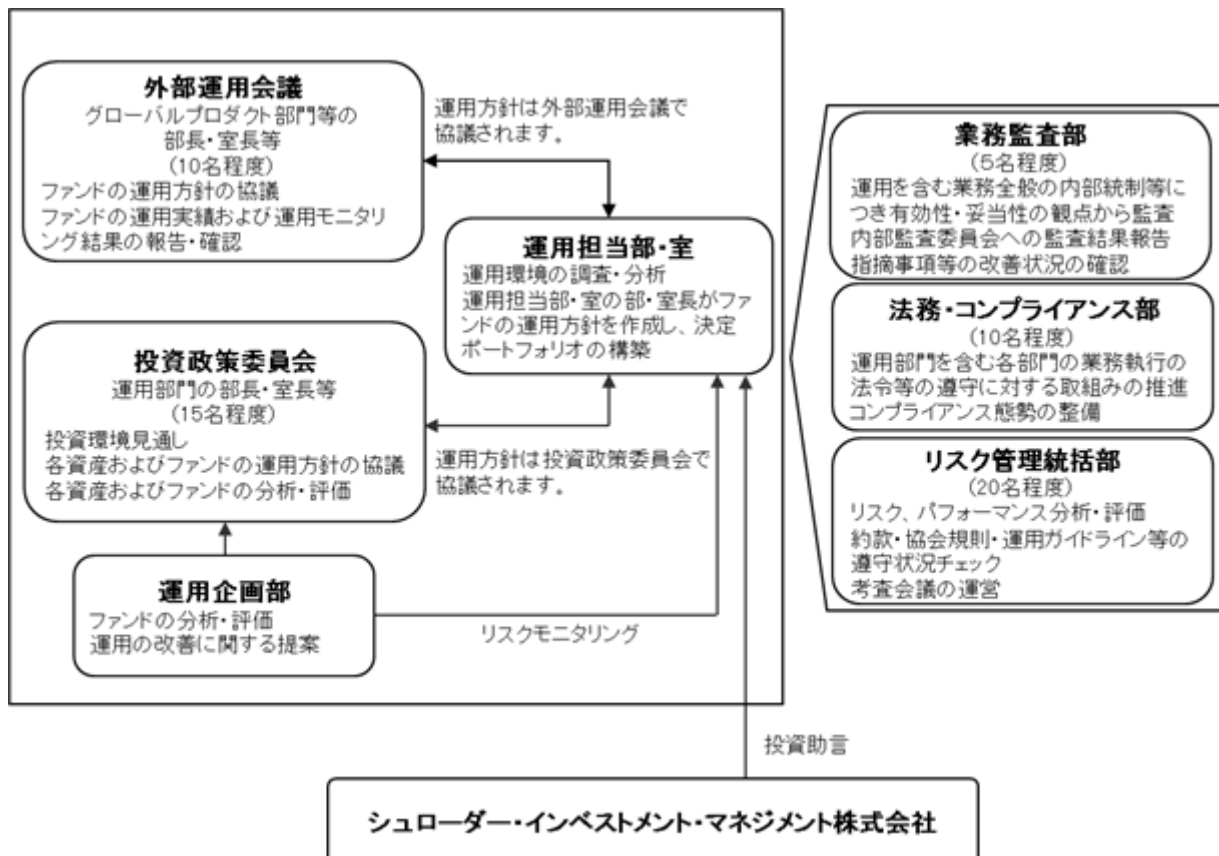 外部運用会議
グローバルプロダクト部門等の
部長・室長等
(10名程度)
ファンドの運用方針の協議
ファンドの運用実績および運用モニタリ
ング結果の報告・確認
運用方針は外部運用会議で
協議されます。
運用担当部・室
運用環境の調査・分析
運用担当部・室の部・室長がファ
ンドの運用方針を作成し、決定
ポートフォリオの構築
投資政策委員会
運用部門の部長・室長等
(15名程度)
投資環境見通し
各資産およびファンドの運用方針の協議
各資産およびファンドの分析・評価
運用方針は投資政策委員会で
協議されます。
運用企画部
ファンドの分析・評価
運用の改善に関する提案
リスクモニタリング
業務監査部
(5名程度)
運用を含む業務全般の内部統制等に
つき有効性・妥当性の観点から監査
内部監査委員会への監査結果報告
指摘事項等の改善状況の確認
法務・コンプライアンス部
(10名程度)
運用部門を含む各部門の業務執行の
法令等の遵守に対する取組みの推進
コンプライアンス態勢の整備
リスク管理統括部
(20名程度)
リスク、パフォーマンス分析・評価
約款・協会規則・運用ガイドライン等の
遵守状況チェック
考査会議の運営
投資助言
シュローダー・インベストメント・マネジメント株式会社